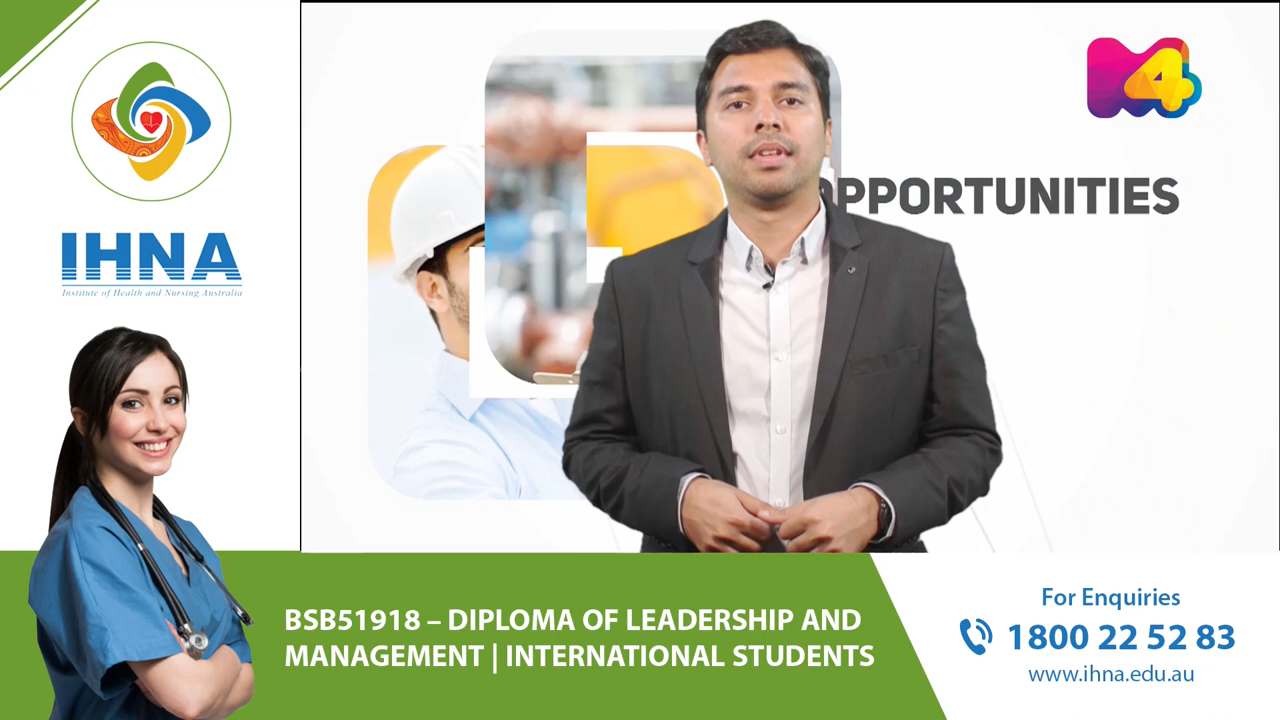 IHNA
Institute of Health and Nursing Australia
4
OPPORTUNITIES
BSB51918 – DIPLOMA OF LEADERSHIP AND
MANAGEMENT | INTERNATIONAL STUDENTS
For Enquiries
1800 22 52 83
www.ihna.edu.au